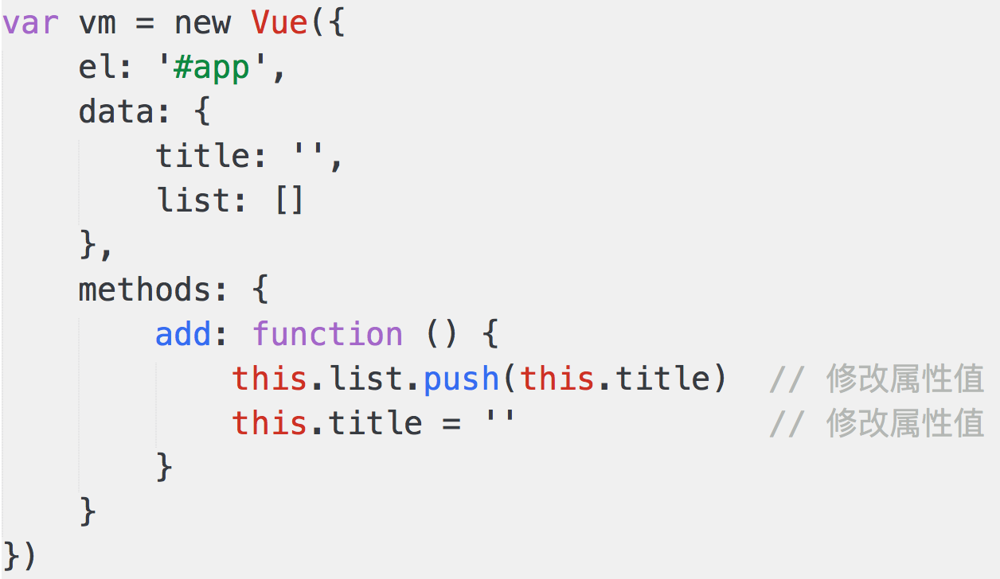 var vm = new Vue({
    el: '#app',
    data: {
        title: '',
        list: []
    },
    methods: {
        add: function () {
            this.list.push(this.title)  // 修改属性值
            this.title = ''             // 修改属性值
        }
    }
})